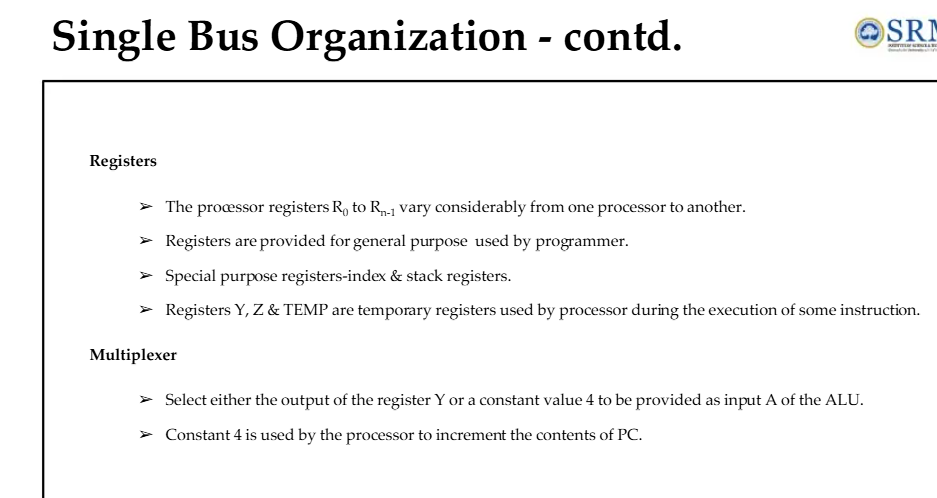 Single Bus Organization - contd.
SRM
Registers
➢ The processor registers R₀ to Rₙ₋₁ vary considerably from one processor to another.
➢ Registers are provided for general purpose used by programmer.
➢ Special purpose registers-index & stack registers.
➢ Registers Y, Z & TEMP are temporary registers used by processor during the execution of some instruction.
Multiplexer
➢ Select either the output of the register Y or a constant value 4 to be provided as input A of the ALU.
➢ Constant 4 is used by the processor to increment the contents of PC.